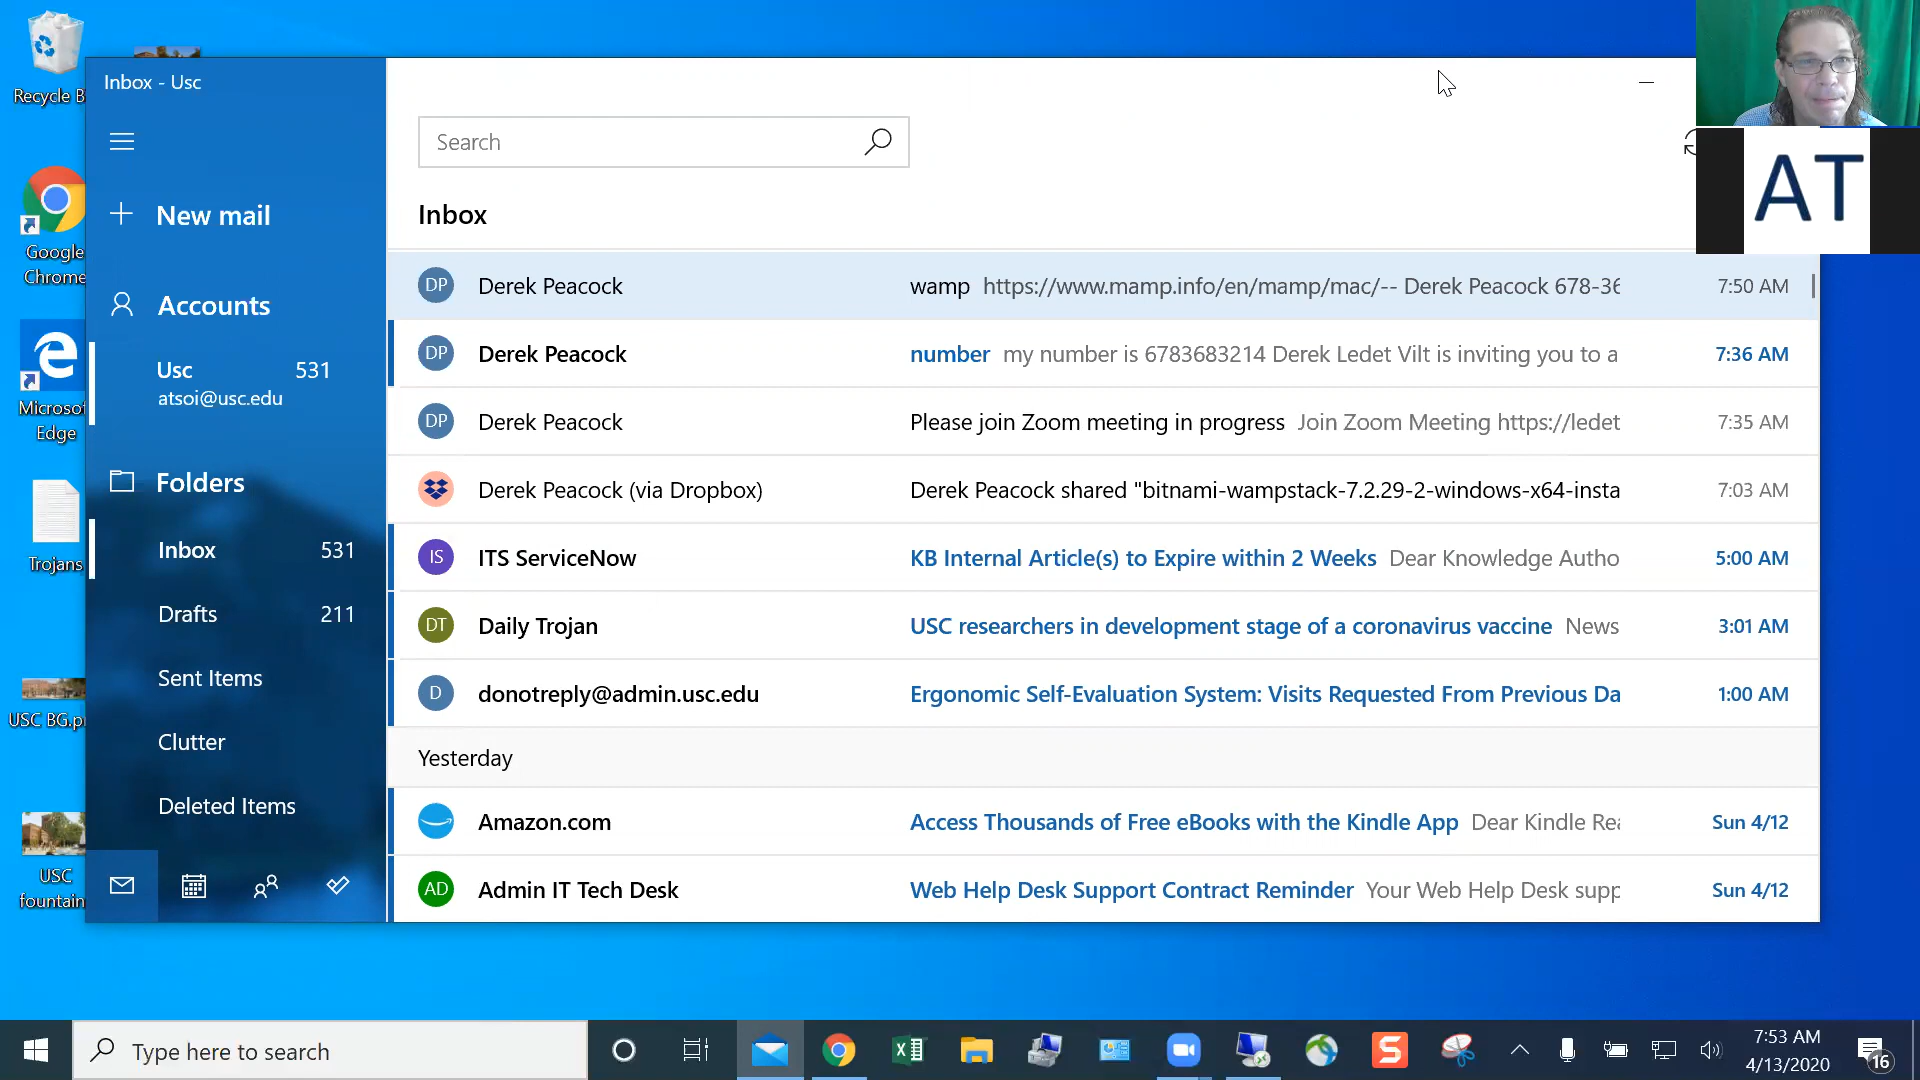 Recycle B
Google
Chrome
Microsof
Edge
Trojans
USC BG.p
USC
fountain
Inbox - Usc
New mail
Accounts
Usc 531
atsoi@usc.edu
Folders
Inbox 531
Drafts 211
Sent Items
Clutter
Deleted Items
Search
Inbox
DP Derek Peacock wamp https://www.mamp.info/en/mamp/mac/-- Derek Peacock 678-36 7:50 AM
DP Derek Peacock number my number is 6783683214 Derek Ledet Vilt is inviting you to a 7:36 AM
DP Derek Peacock Please join Zoom meeting in progress Join Zoom Meeting https://ledet 7:35 AM
Derek Peacock (via Dropbox) Derek Peacock shared "bitnami-wampstack-7.2.29-2-windows-x64-insta 7:03 AM
IS ITS ServiceNow KB Internal Article(s) to Expire within 2 Weeks Dear Knowledge Autho 5:00 AM
DT Daily Trojan USC researchers in development stage of a coronavirus vaccine News 3:01 AM
D donotreply@admin.usc.edu Ergonomic Self-Evaluation System: Visits Requested From Previous Da 1:00 AM
Yesterday
Amazon.com Access Thousands of Free eBooks with the Kindle App Dear Kindle Rea Sun 4/12
AD Admin IT Tech Desk Web Help Desk Support Contract Reminder Your Web Help Desk supp Sun 4/12
AT
Type here to search
7:53 AM
4/13/2020
16